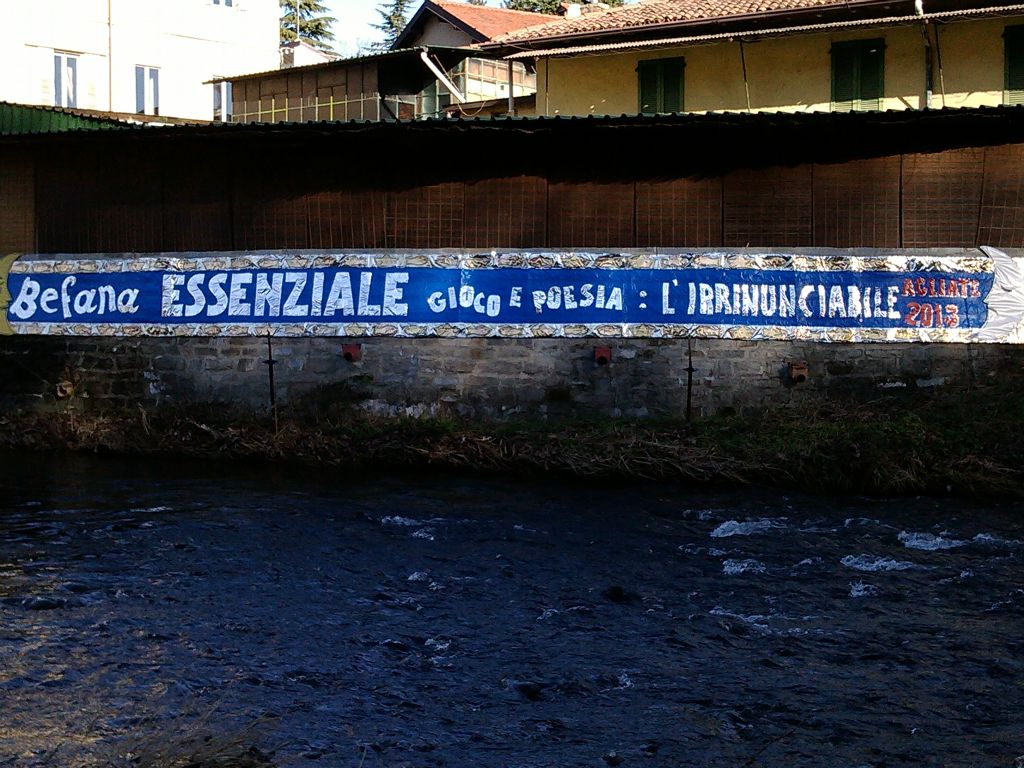 Befana ESSENZIALE GIOCO E POESIA : L'IRRINUNCIABILE
AGLIATE
2013